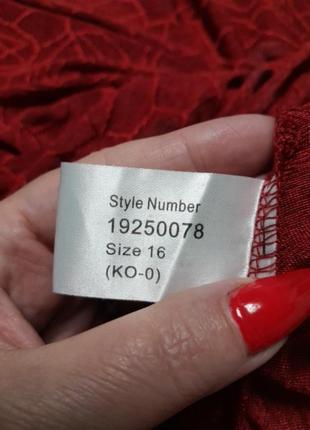 Style Number
19250078
Size 16
(KO-0)